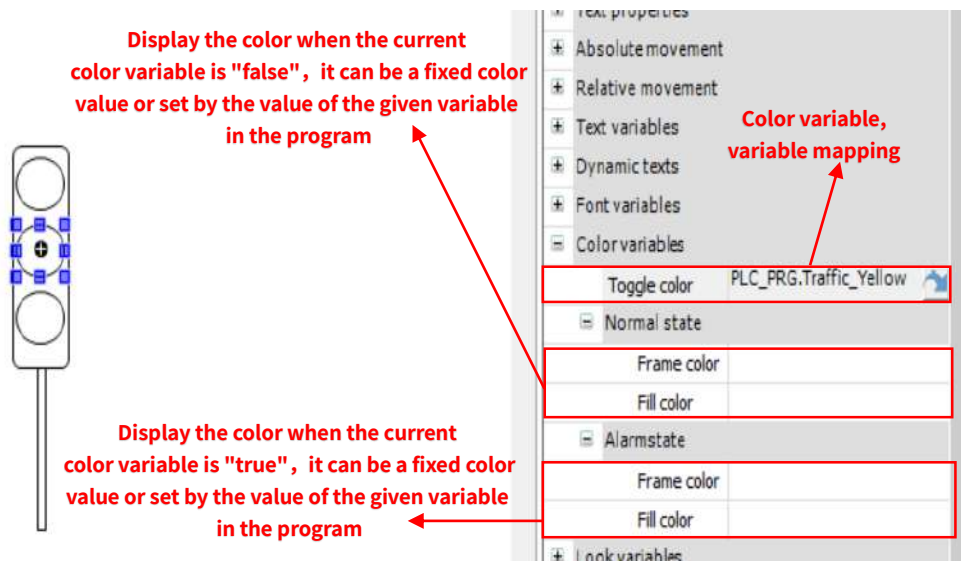 Text properties
Display the color when the current
color variable is "false", it can be a fixed color
value or set by the value of the given variable
in the program
Absolute movement
Relative movement
Text variables
Color variable,
variable mapping
Dynamic texts
Font variables
Color variables
Toggle color PLC_PRG.Traffic_Yellow
Normal state
Frame color
Fill color
Display the color when the current
color variable is "true", it can be a fixed color
value or set by the value of the given variable
in the program
Alarmstate
Frame color
Fill color
Look variables